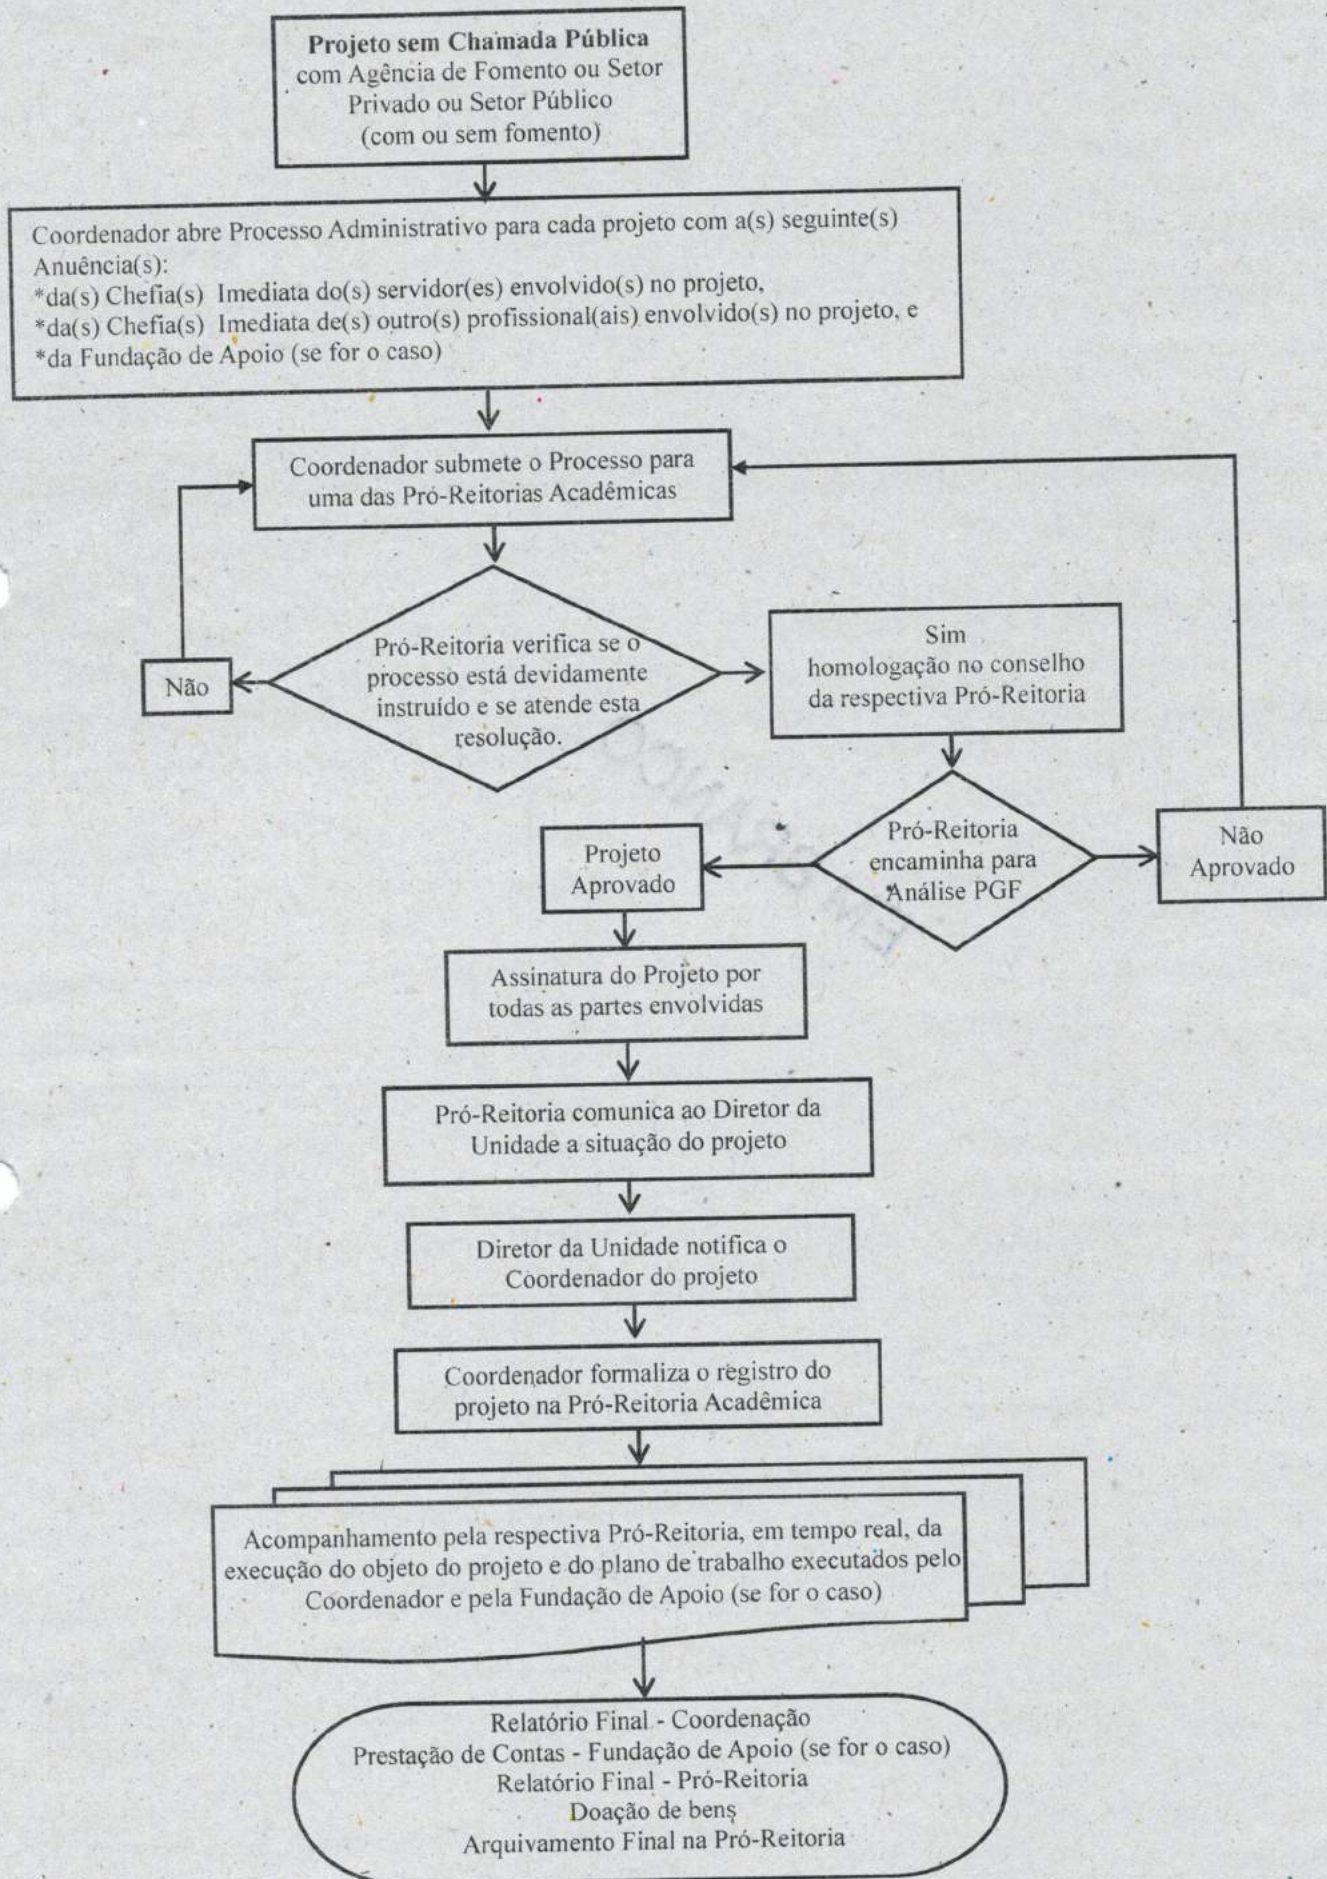 Projeto sem Chamada Pública
com Agência de Fomento ou Setor
Privado ou Setor Público
(com ou sem fomento)
Coordenador abre Processo Administrativo para cada projeto com a(s) seguinte(s)
Anuência(s):
*da(s) Chefia(s) Imediata do(s) servidor(es) envolvido(s) no projeto,
*da(s) Chefia(s) Imediata de(s) outro(s) profissional(ais) envolvido(s) no projeto, e
*da Fundação de Apoio (se for o caso)
Coordenador submete o Processo para
uma das Pró-Reitorias Acadêmicas
Não
Pró-Reitoria verifica se o
processo está devidamente
instruído e se atende esta
resolução.
Sim
homologação no conselho
da respectiva Pró-Reitoria
Projeto
Aprovado
Pró-Reitoria
encaminha para
Análise PGF
Não
Aprovado
Assinatura do Projeto por
todas as partes envolvidas
Pró-Reitoria comunica ao Diretor da
Unidade a situação do projeto
Diretor da Unidade notifica o
Coordenador do projeto
Coordenador formaliza o registro do
projeto na Pró-Reitoria Acadêmica
Acompanhamento pela respectiva Pró-Reitoria, em tempo real, da
execução do objeto do projeto e do plano de trabalho executados pelo
Coordenador e pela Fundação de Apoio (se for o caso)
Relatório Final - Coordenação
Prestação de Contas - Fundação de Apoio (se for o caso)
Relatório Final - Pró-Reitoria
Doação de bens
Arquivamento Final na Pró-Reitoria
EM BRANCO